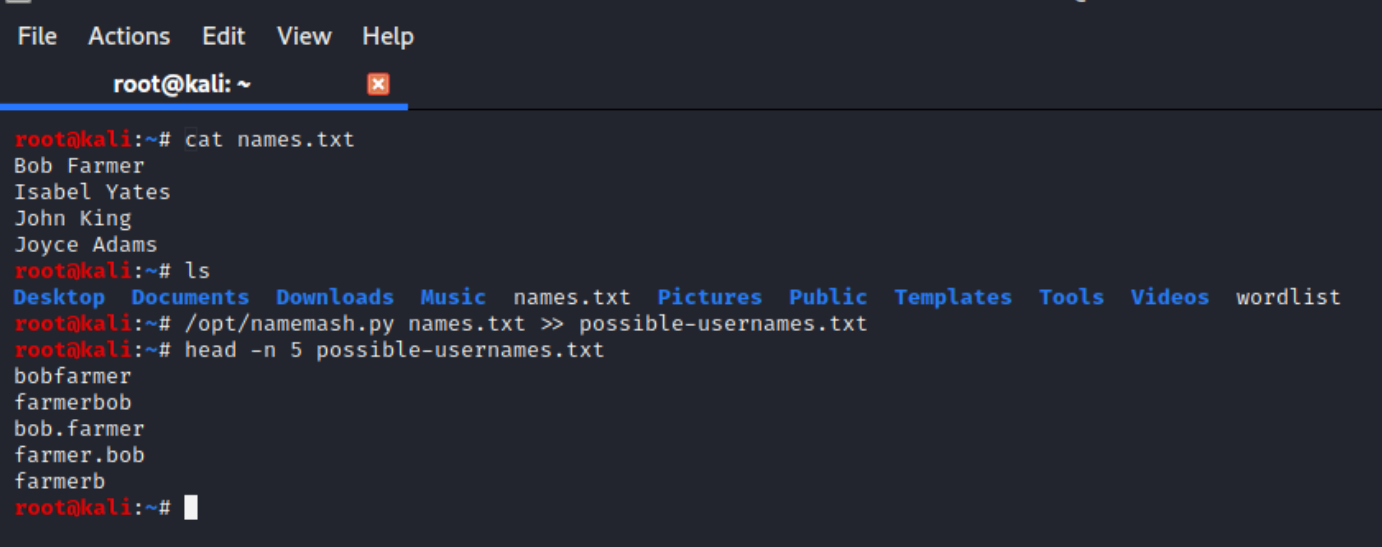 File Actions Edit View Help
root@kali: ~
root@kali:~# cat names.txt
Bob Farmer
Isabel Yates
John King
Joyce Adams
root@kali:~# ls
Desktop Documents Downloads Music names.txt Pictures Public Templates Tools Videos wordlist
root@kali:~# /opt/namemash.py names.txt >> possible-usernames.txt
root@kali:~# head -n 5 possible-usernames.txt
bobfarmer
farmerbob
bob.farmer
farmer.bob
farmerb
root@kali:~#